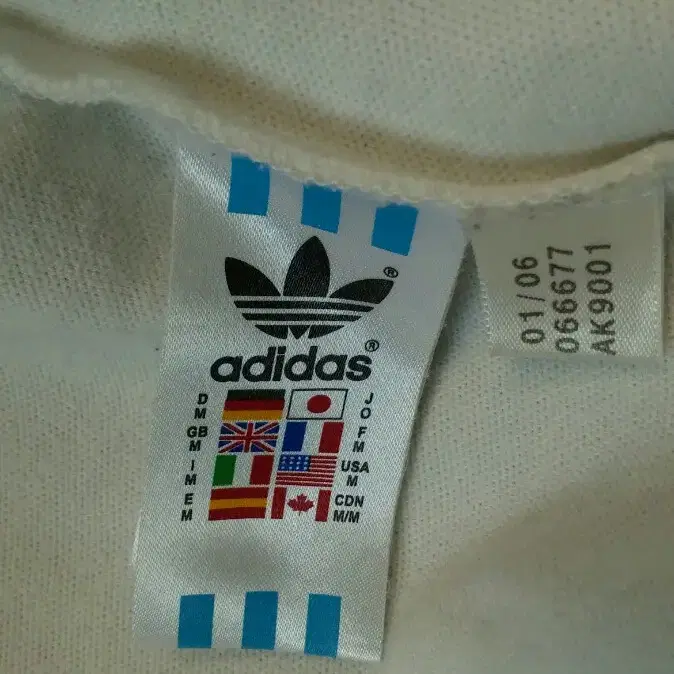 ®
adidas®
D
M
J
O
GB
M
F
M
I
M
USA
M
E
M
CDN
M/M
01/06
066677
AK9001